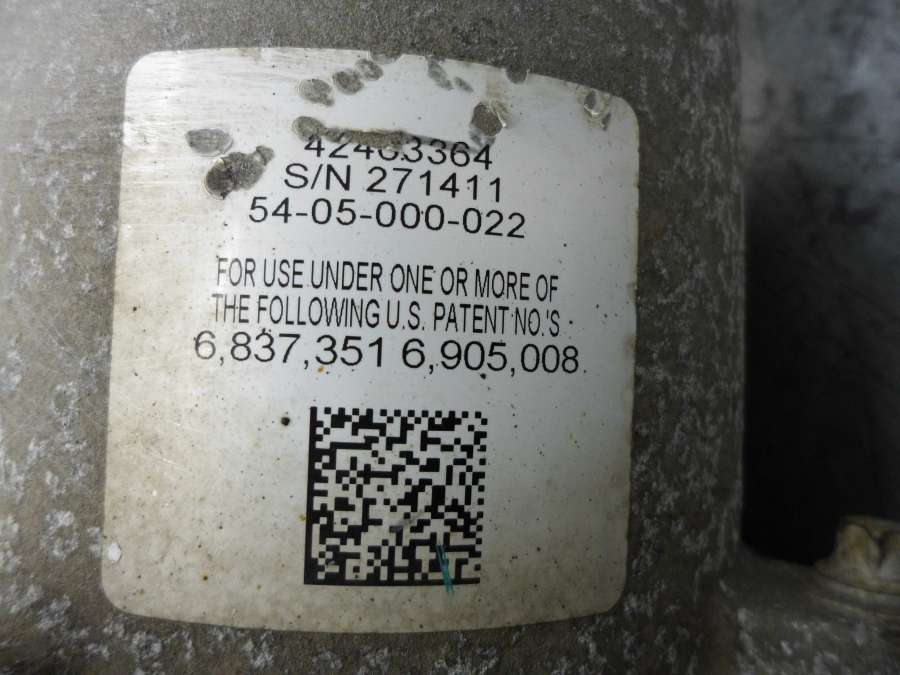 42463364
S/N 271411
54-05-000-022
FOR USE UNDER ONE OR MORE OF
THE FOLLOWING U.S. PATENT NO.'S
6,837,351 6,905,008